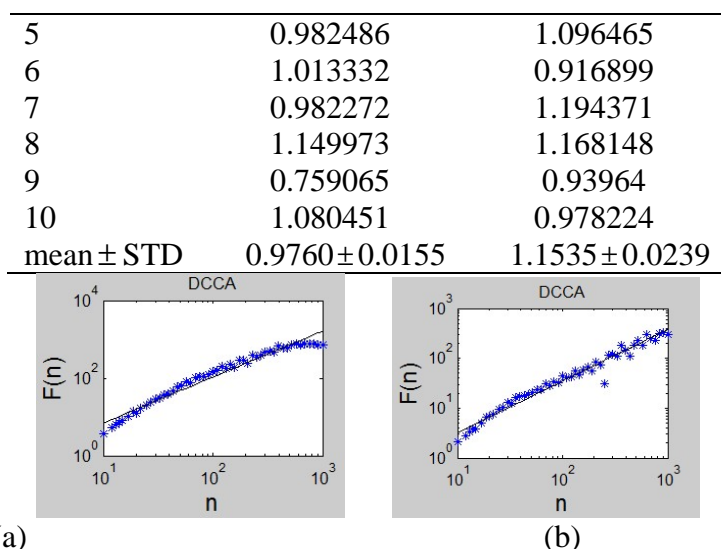 5 0.982486 1.096465
6 1.013332 0.916899
7 0.982272 1.194371
8 1.149973 1.168148
9 0.759065 0.93964
10 1.080451 0.978224
mean ± STD 0.9760±0.0155 1.1535±0.0239
DCCA
F(n)
10^4
10^2
10^0
10^1 10^2 10^3
n
DCCA
F(n)
10^3
10^2
10^1
10^0
10^1 10^2 10^3
n
a) (b)